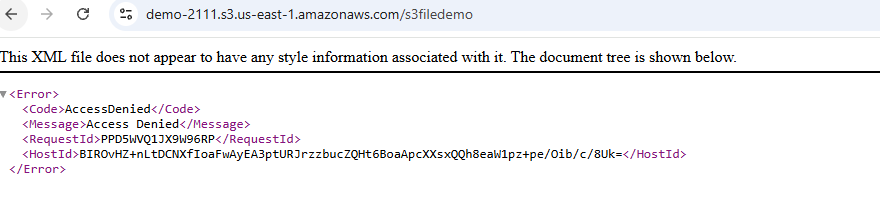 demo-2111.s3.us-east-1.amazonaws.com/s3filedemo
This XML file does not appear to have any style information associated with it. The document tree is shown below.
▼<Error>
<Code>AccessDenied</Code>
<Message>Access Denied</Message>
<RequestId>PPD5WVQ1JX9W96RP</RequestId>
<HostId>BIROvHZ+nLtDCNXfIoaFwAyEA3ptURJrzzbucZQHt6BoaApcXXsxQQh8eaW1pz+pe/Oib/c/8Uk=</HostId>
</Error>